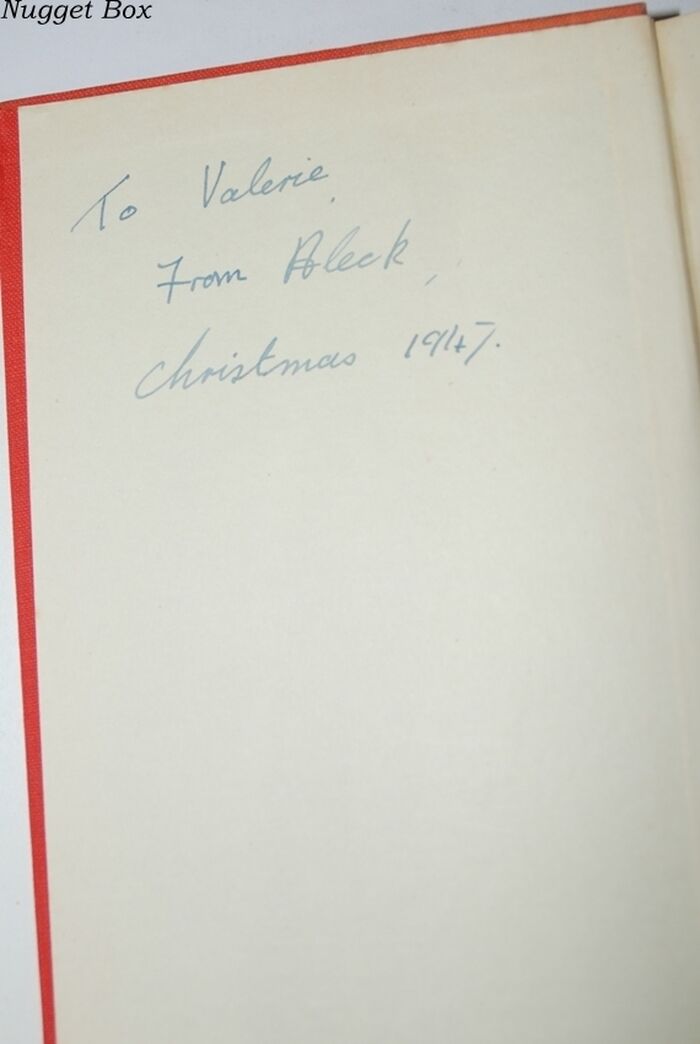 Nugget Box
To Valerie,
From Aleck,
Christmas 1947.